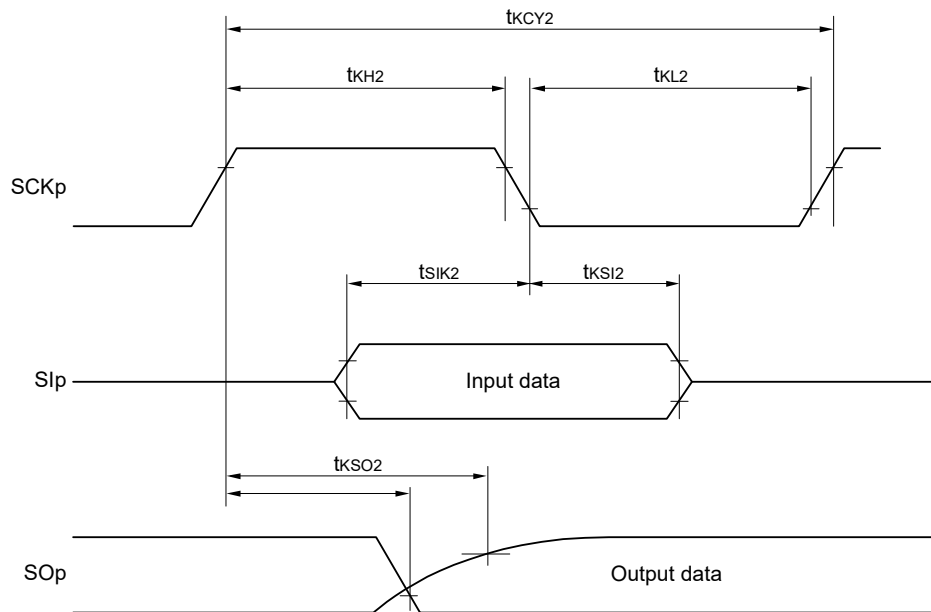 tKCY2
tKH2
tKL2
SCKp
tSIK2
tKSI2
SIp
Input data
tKSO2
SOp
Output data